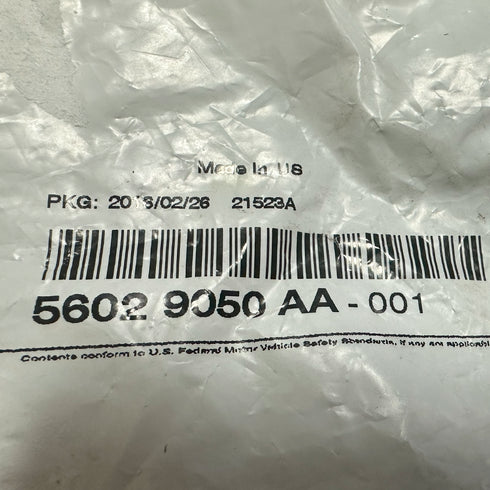 Made In US
PKG: 2016/02/26 21523A
5602 9050 AA - 001
Contents conform to U.S. Federal Motor Vehicle Safety Standards, if any are applicable